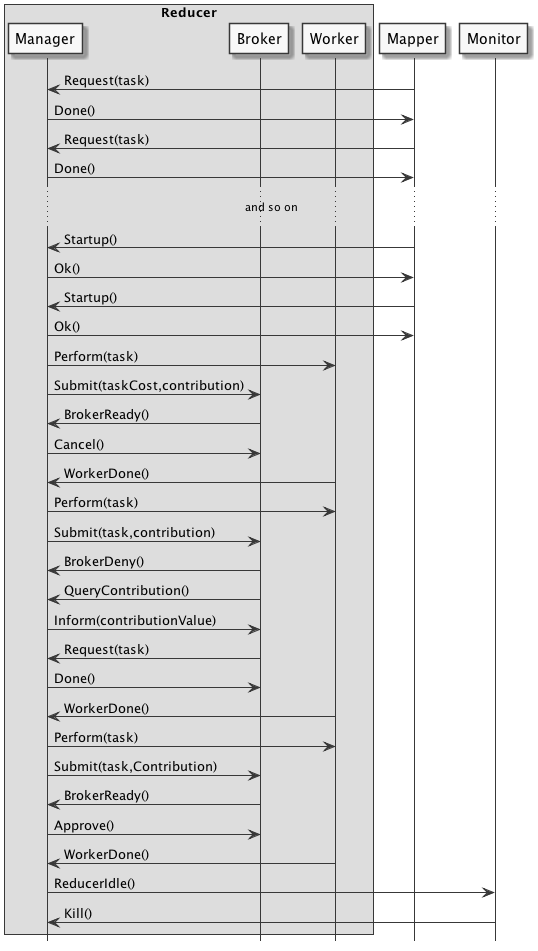 Reducer
Manager Broker Worker Mapper Monitor
Request(task)
Done()
Request(task)
Done()
and so on
Startup()
Ok()
Startup()
Ok()
Perform(task)
Submit(taskCost,contribution)
BrokerReady()
Cancel()
WorkerDone()
Perform(task)
Submit(task,contribution)
BrokerDeny()
QueryContribution()
Inform(contributionValue)
Request(task)
Done()
WorkerDone()
Perform(task)
Submit(task,Contribution)
BrokerReady()
Approve()
WorkerDone()
ReducerIdle()
Kill()